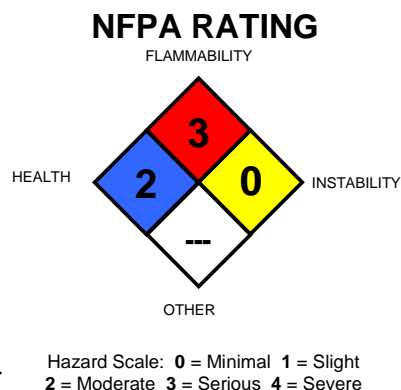 NFPA RATING
FLAMMABILITY
3
HEALTH
2
0
INSTABILITY
---
OTHER
Hazard Scale: 0 = Minimal 1 = Slight
2 = Moderate 3 = Serious 4 = Severe